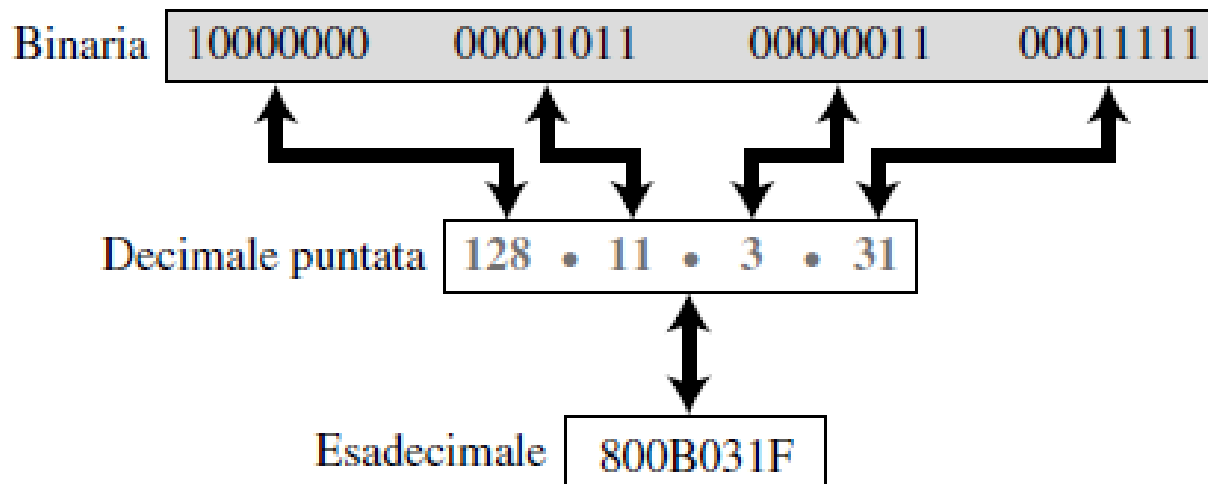 Binaria 10000000 00001011 00000011 00011111
Decimale puntata 128 • 11 • 3 • 31
Esadecimale 800B031F